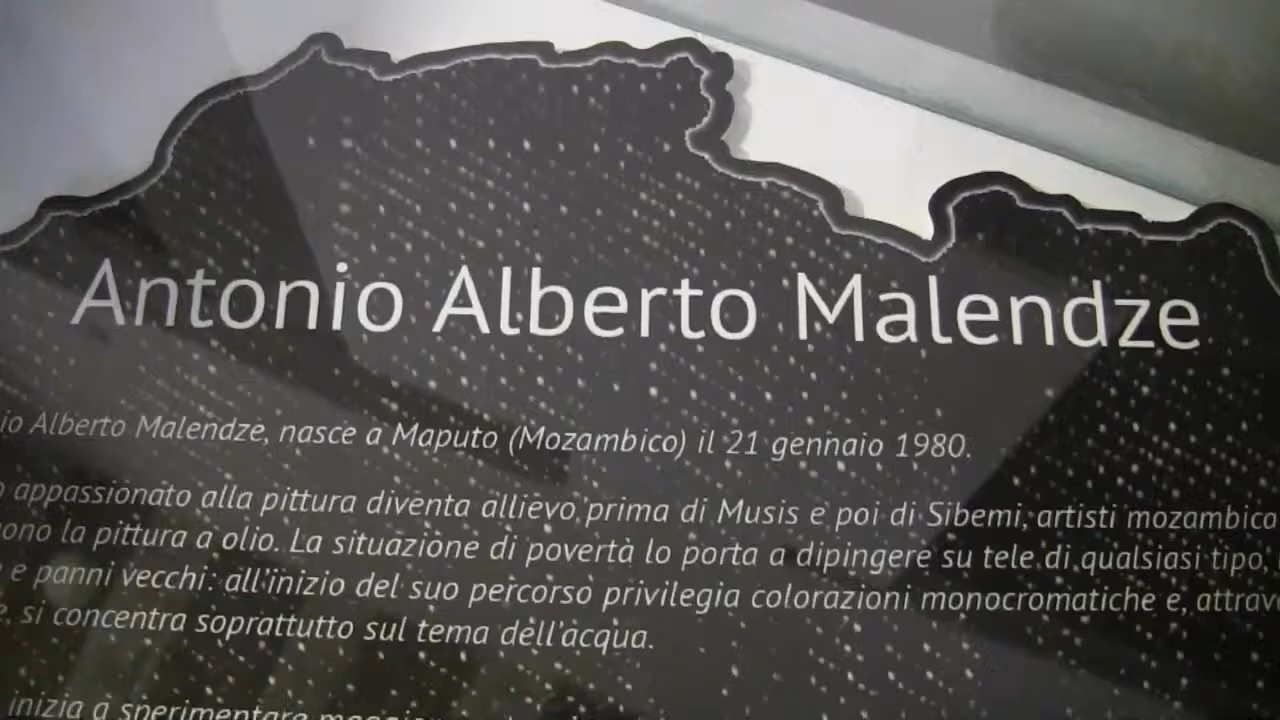 Antonio Alberto Malendze
io Alberto Malendze, nasce a Maputo (Mozambico) il 21 gennaio 1980.
appassionato alla pittura diventa allievo prima di Musis e poi di Sibemi, artisti mozambico
ono la pittura a olio. La situazione di povertà lo porta a dipingere su tele di qualsiasi tipo,
e panni vecchi: all'inizio del suo percorso privilegia colorazioni monocromatiche e, attrav
si concentra soprattutto sul tema dell'acqua.
inizia a sperimentare